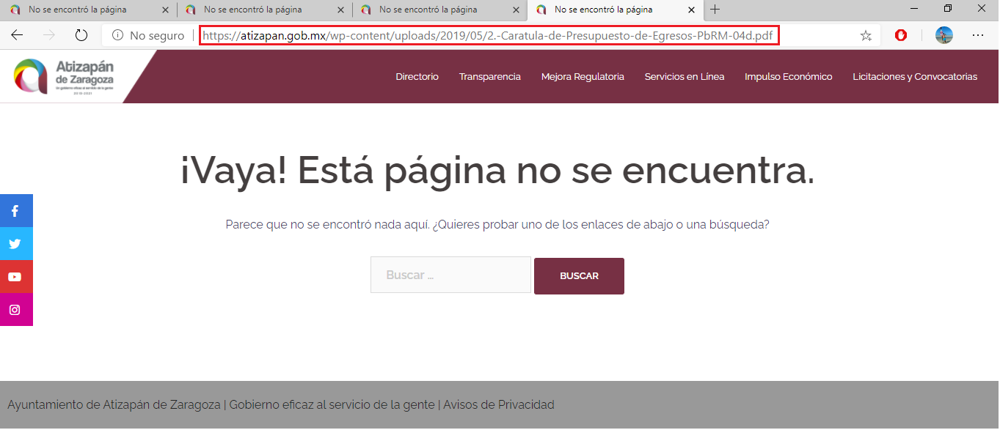 No se encontró la página
No se encontró la página
No se encontró la página
No se encontró la página
No seguro
https://atizapan.gob.mx/wp-content/uploads/2019/05/2.-Caratula-de-Presupuesto-de-Egresos-PbRM-04d.pdf
Atizapán
de Zaragoza
Un gobierno eficaz al servicio de la gente
2019-2021
Directorio
Transparencia
Mejora Regulatoria
Servicios en Línea
Impulso Económico
Licitaciones y Convocatorias
¡Vaya! Está página no se encuentra.
Parece que no se encontró nada aquí. ¿Quieres probar uno de los enlaces de abajo o una búsqueda?
Buscar ...
BUSCAR
Ayuntamiento de Atizapán de Zaragoza | Gobierno eficaz al servicio de la gente | Avisos de Privacidad